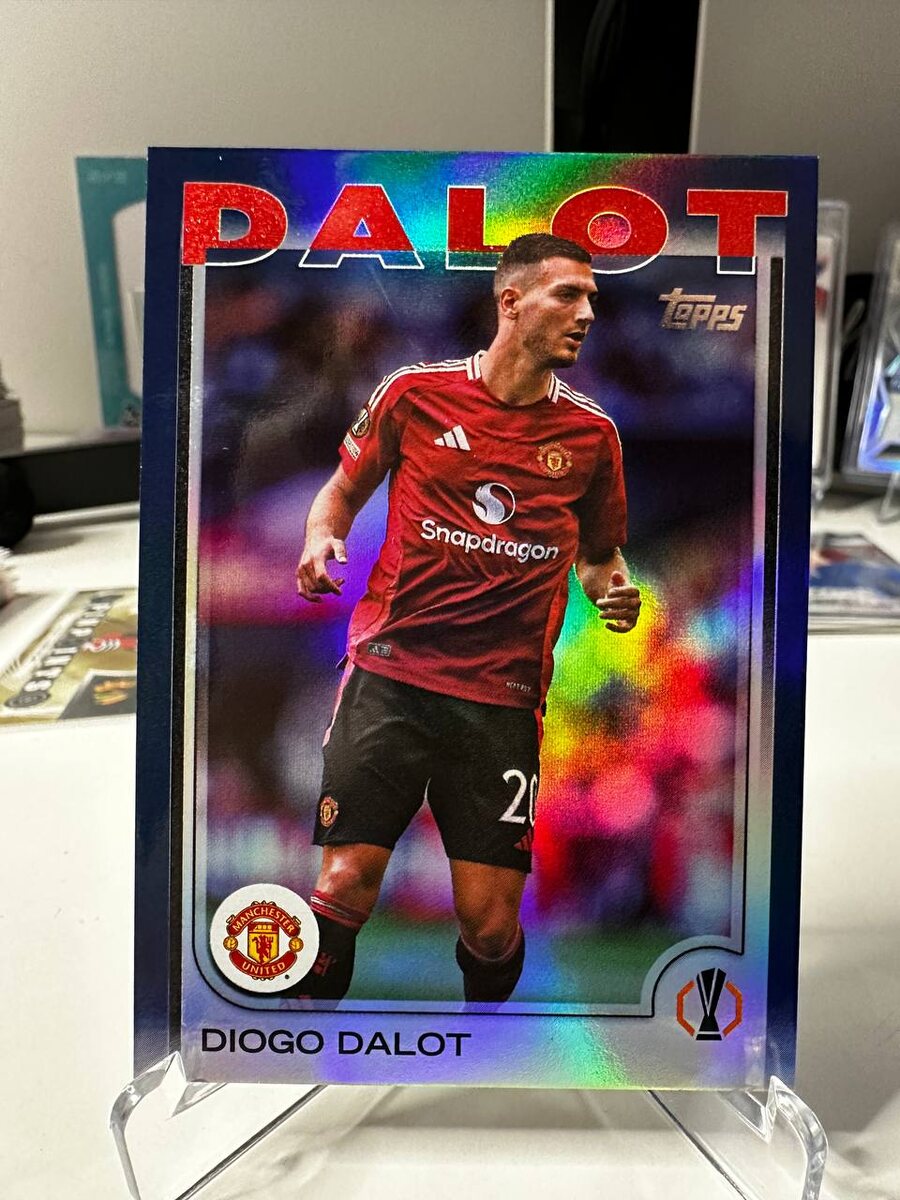 DALOT
topps
Snapdragon
20
MANCHESTER
UNITED
DIOGO DALOT